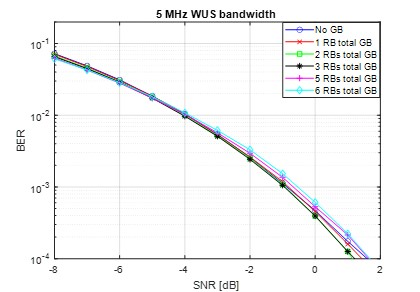 5 MHz WUS bandwidth
No GB
1 RB total GB
2 RBs total GB
3 RBs total GB
5 RBs total GB
6 RBs total GB
10-1
10-2
10-3
10-4
BER
-8 -6 -4 -2 0 2
SNR [dB]